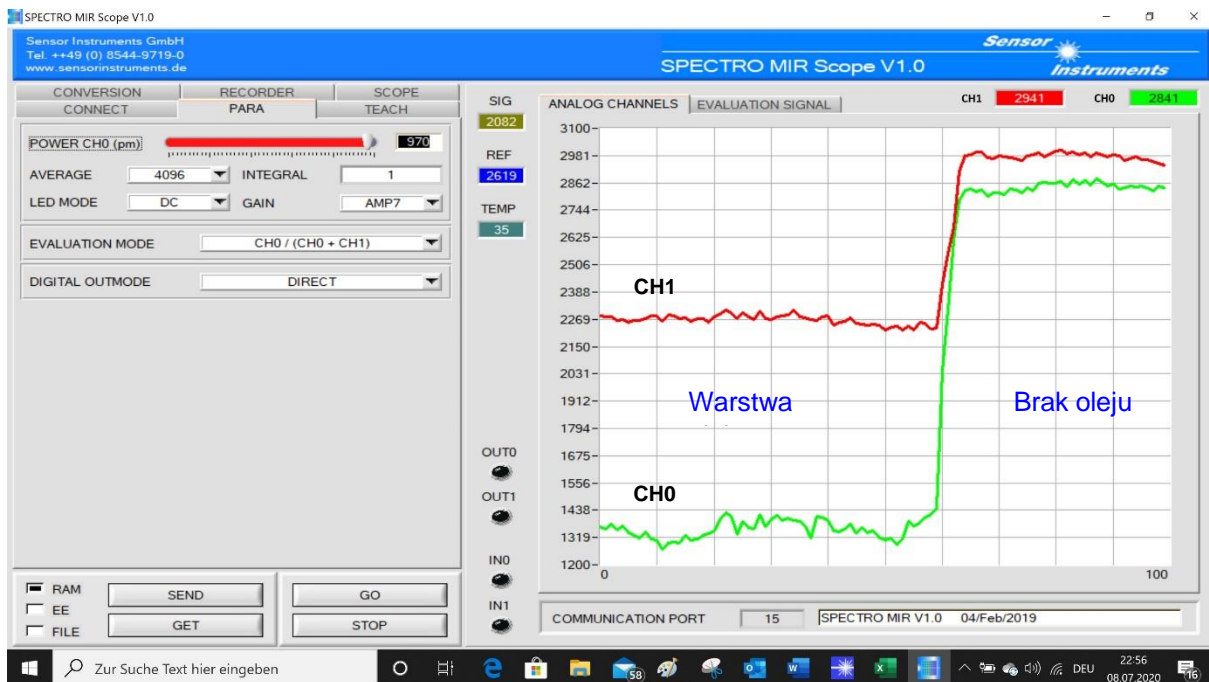 SPECTRO MIR Scope V1.0
Sensor Instruments GmbH
Tel. ++49 (0) 8544-9719-0
www.sensorinstruments.de
Sensor
Instruments
SPECTRO MIR Scope V1.0
CONVERSION RECORDER SCOPE
CONNECT PARA TEACH
POWER CH0 (pm) 970
AVERAGE 4096 INTEGRAL 1
LED MODE DC GAIN AMP7
EVALUATION MODE CH0 / (CH0 + CH1)
DIGITAL OUTMODE DIRECT
RAM
EE
FILE
SEND GO
GET STOP
SIG
2082
REF
2619
TEMP
35
OUT0
OUT1
IN0
IN1
ANALOG CHANNELS EVALUATION SIGNAL CH1 2941 CH0 2841
3100
2981
2862
2744
2625
2506
2388
2269
2150
2031
1912
1794
1675
1556
1438
1319
1200
0 100
CH1
Warstwa Brak oleju
CH0
COMMUNICATION PORT 15 SPECTRO MIR V1.0 04/Feb/2019
Zur Suche Text hier eingeben
58
DEU
22:56
08.07.2020
16